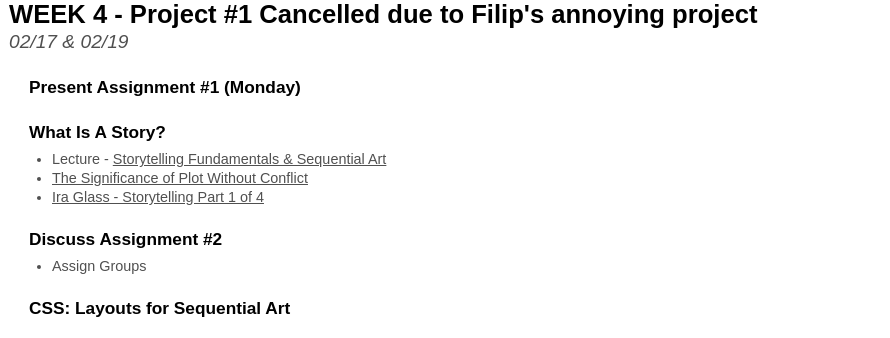 WEEK 4 - Project #1 Cancelled due to Filip's annoying project
02/17 & 02/19
Present Assignment #1 (Monday)
What Is A Story?
• Lecture - Storytelling Fundamentals & Sequential Art
• The Significance of Plot Without Conflict
• Ira Glass - Storytelling Part 1 of 4
Discuss Assignment #2
• Assign Groups
CSS: Layouts for Sequential Art